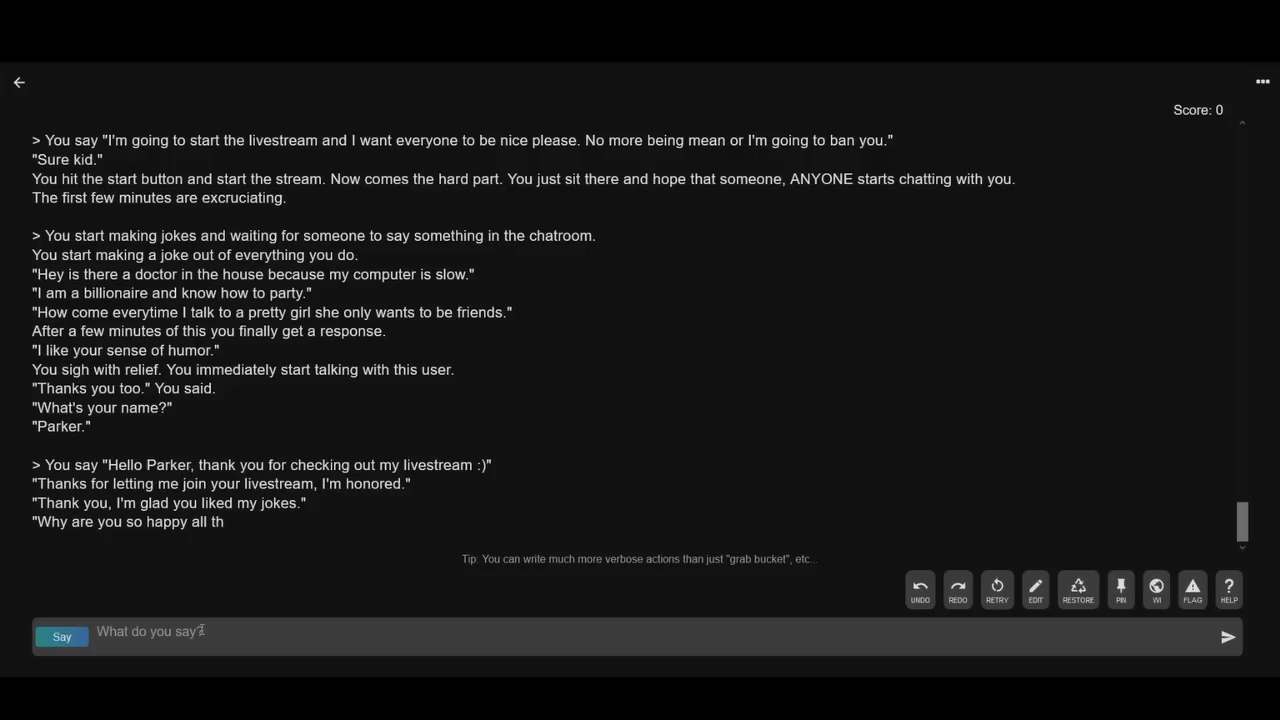 Score: 0
> You say "I'm going to start the livestream and I want everyone to be nice please. No more being mean or I'm going to ban you."
"Sure kid."
You hit the start button and start the stream. Now comes the hard part. You just sit there and hope that someone, ANYONE starts chatting with you.
The first few minutes are excruciating.
> You start making jokes and waiting for someone to say something in the chatroom.
You start making a joke out of everything you do.
"Hey is there a doctor in the house because my computer is slow."
"I am a billionaire and know how to party."
"How come everytime I talk to a pretty girl she only wants to be friends."
After a few minutes of this you finally get a response.
"I like your sense of humor."
You sigh with relief. You immediately start talking with this user.
"Thanks you too." You said.
"What's your name?"
"Parker."
> You say "Hello Parker, thank you for checking out my livestream :)"
"Thanks for letting me join your livestream, I'm honored."
"Thank you, I'm glad you liked my jokes."
"Why are you so happy all th
Tip: You can write much more verbose actions than just "grab bucket", etc...
UNDO REDO RETRY EDIT RESTORE PIN WI FLAG HELP
Say What do you say?